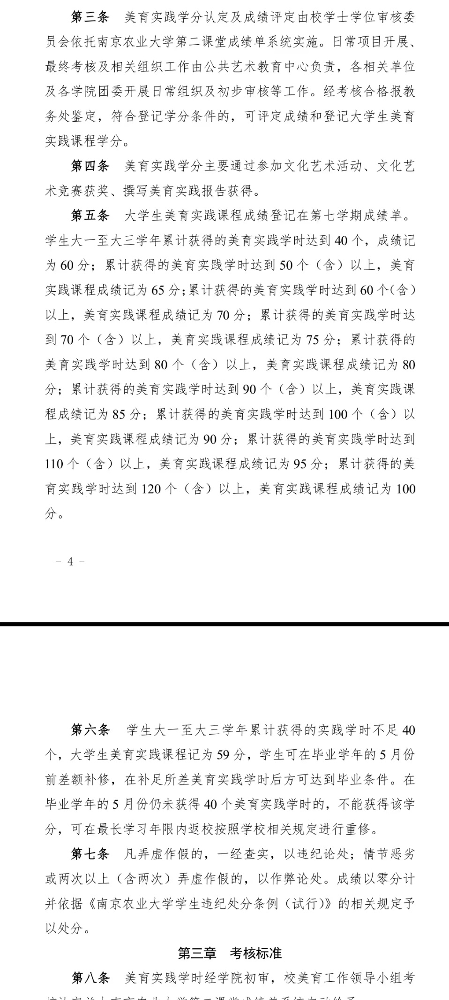 第三条 美育实践学分认定及成绩评定由校学士学位审核委
员会依托南京农业大学第二课堂成绩单系统实施。日常项目开展、
最终考核及相关组织工作由公共艺术教育中心负责，各相关单位
及各学院团委开展日常组织及初步审核等工作。经考核合格报教
务处鉴定，符合登记学分条件的，可评定成绩和登记大学生美育
实践课程学分。
第四条 美育实践学分主要通过参加文化艺术活动、文化艺
术竞赛获奖、撰写美育实践报告获得。
第五条 大学生美育实践课程成绩登记在第七学期成绩单。
学生大一至大三学年累计获得的美育实践学时达到 40 个，成绩记
为 60 分；累计获得的美育实践学时达到 50 个（含）以上，美育
实践课程成绩记为 65 分；累计获得的美育实践学时达到 60 个（含）
以上，美育实践课程成绩记为 70 分；累计获得的美育实践学时达
到 70 个（含）以上，美育实践课程成绩记为 75 分；累计获得的
美育实践学时达到 80 个（含）以上，美育实践课程成绩记为 80
分；累计获得的美育实践学时达到 90 个（含）以上，美育实践课
程成绩记为 85 分；累计获得的美育实践学时达到 100 个（含）以
上，美育实践课程成绩记为 90 分；累计获得的美育实践学时达到
110 个（含）以上，美育实践课程成绩记为 95 分；累计获得的美
育实践学时达到 120 个（含）以上，美育实践课程成绩记为 100
分。
- 4 -
第六条 学生大一至大三学年累计获得的实践学时不足 40
个，大学生美育实践课程记为 59 分，学生可在毕业学年的 5 月份
前差额补修，在补足所差美育实践学时后方可达到毕业条件。在
毕业学年的 5 月份仍未获得 40 个美育实践学时的，不能获得该学
分，可在最长学习年限内返校按照学校相关规定进行重修。
第七条 凡弄虚作假的，一经查实，以违纪论处；情节恶劣
或两次以上（含两次）弄虚作假的，以作弊论处。成绩以零分计
并依据《南京农业大学学生违纪处分条例（试行）》的相关规定予
以处分。
第三章 考核标准
第八条 美育实践学时经学院初审，校美育工作领导小组考